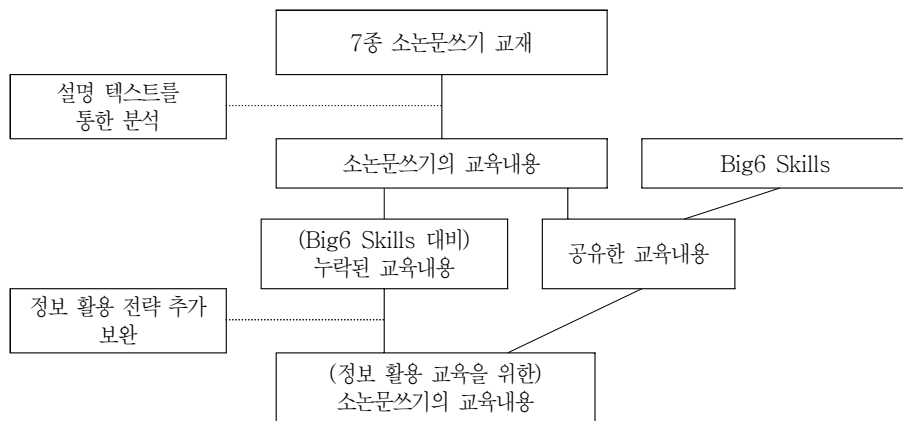 7종 소논문쓰기 교재
설명 텍스트를
통한 분석
소논문쓰기의 교육내용
Big6 Skills
(Big6 Skills 대비)
누락된 교육내용
공유한 교육내용
정보 활용 전략 추가
보완
(정보 활용 교육을 위한)
소논문쓰기의 교육내용